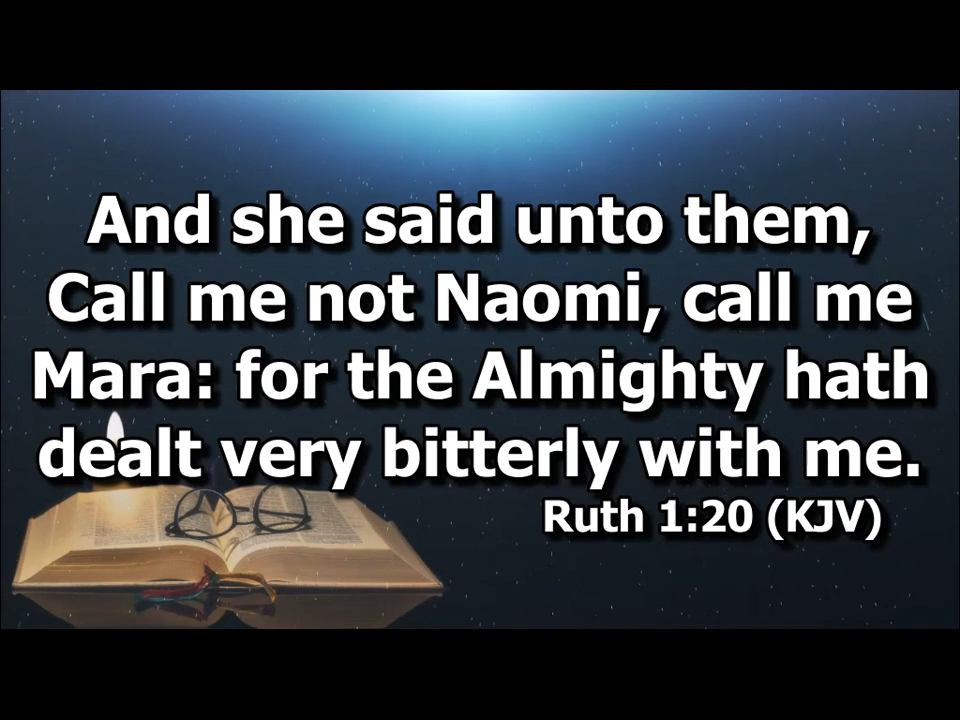 And she said unto them,
Call me not Naomi, call me
Mara: for the Almighty hath
dealt very bitterly with me.
Ruth 1:20 (KJV)